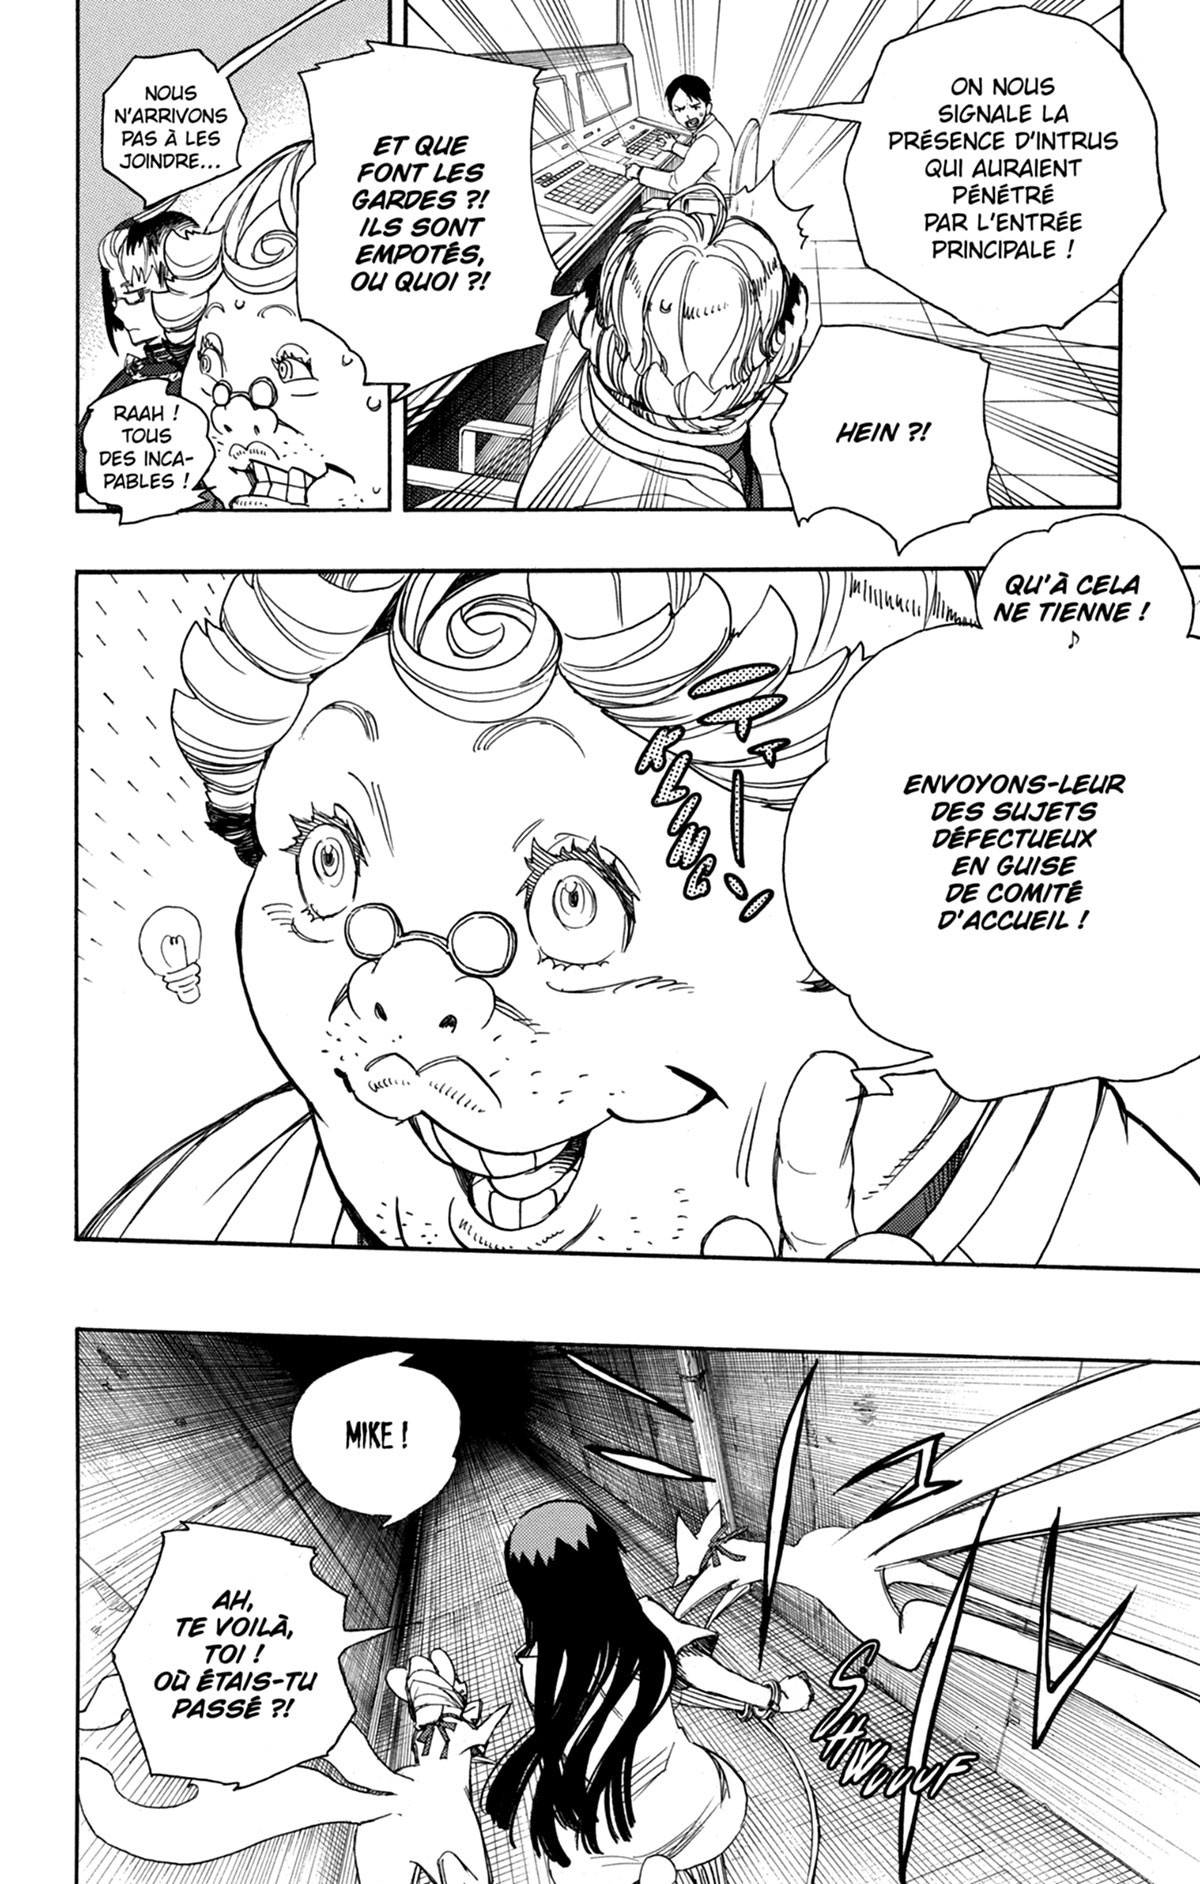 ON NOUS
SIGNALE LA
PRÉSENCE D'INTRUS
QUI AURAIENT
PÉNÉTRÉ
PAR L'ENTRÉE
PRINCIPALE !
HEIN ?!
ET QUE
FONT LES
GARDES ?!
ILS SONT
EMPOTÉS,
OU QUOI ?!
NOUS
N'ARRIVONS
PAS À LES
JOINDRE...
RAAH !
TOUS
DES INCA-
PABLES !
QU'À CELA
NE TIENNE !
♪
ENVOYONS-LEUR
DES SUJETS
DÉFECTUEUX
EN GUISE
DE COMITÉ
D'ACCUEIL !
KLING
MIKE !
AH,
TE VOILÀ,
TOI !
OÙ ÉTAIS-TU
PASSÉ ?!
SHWUUUF